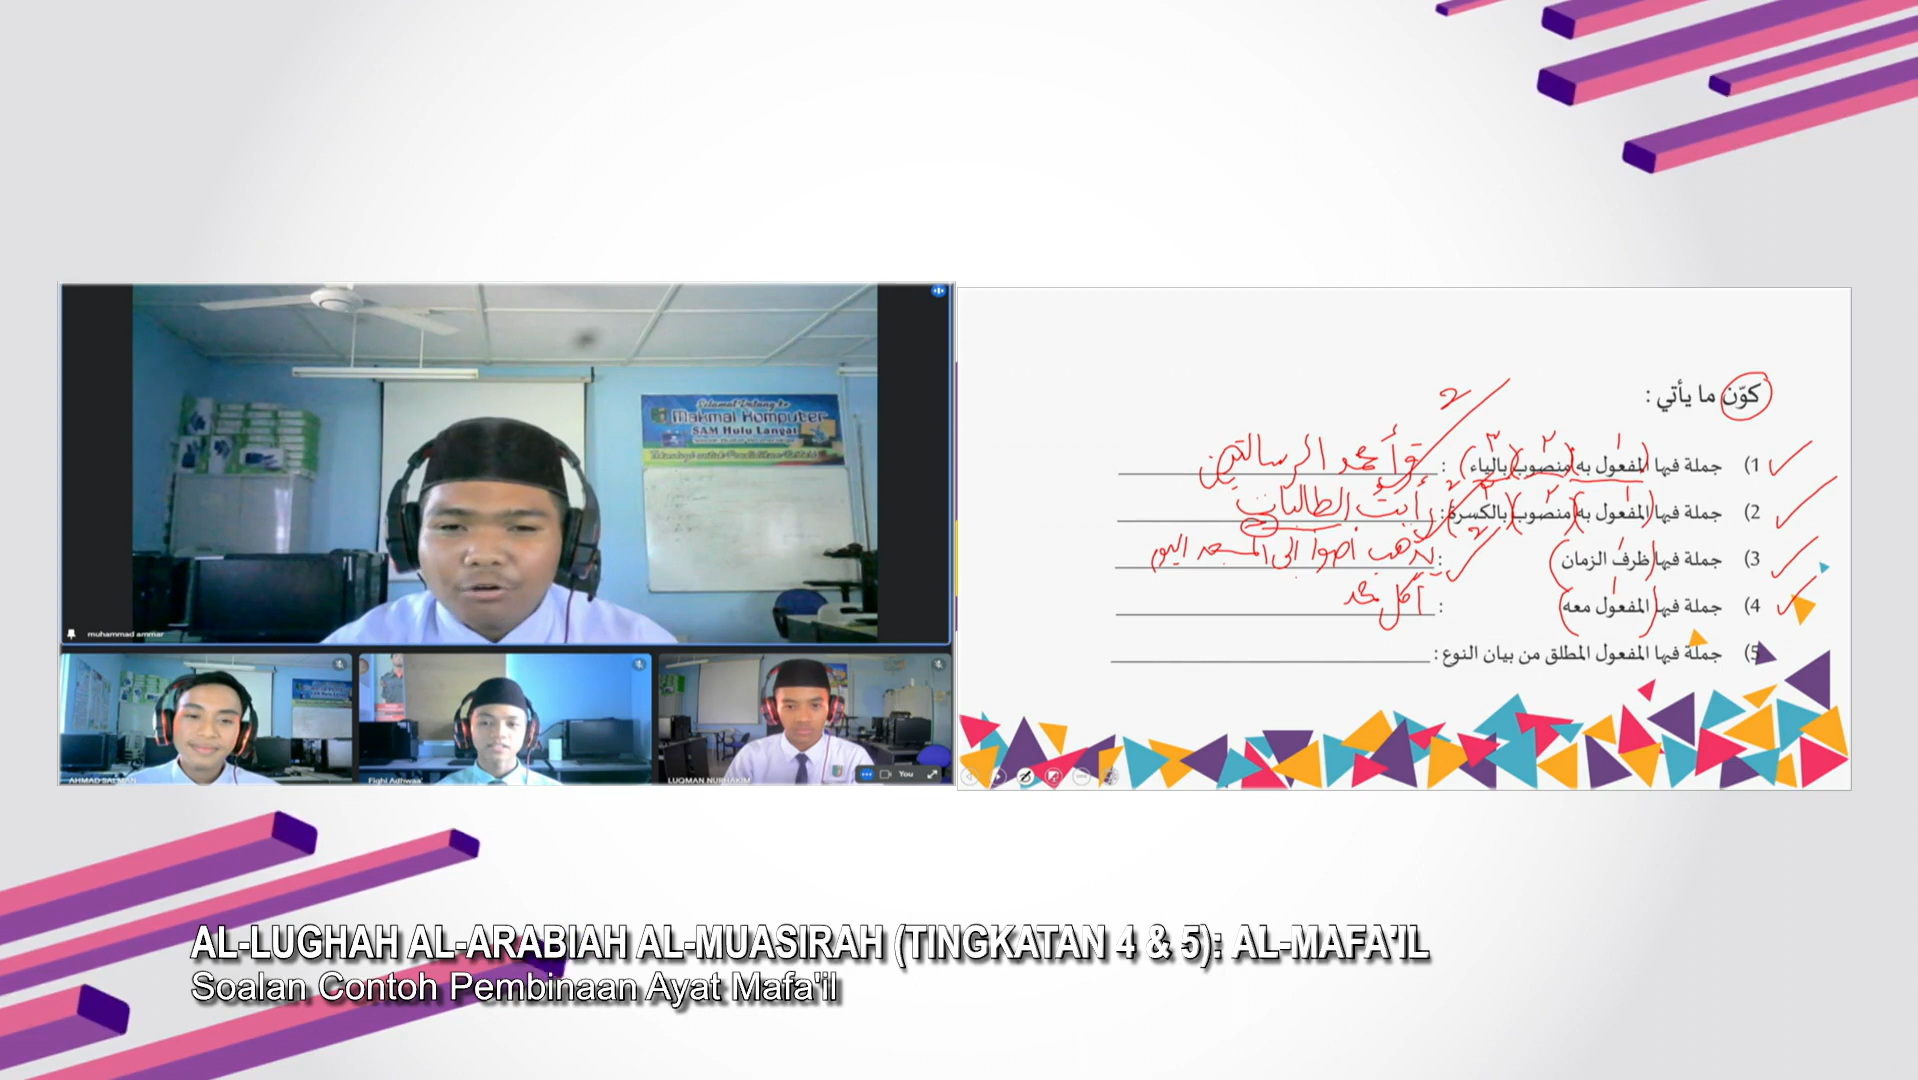 Selamat Datang ke
Makmal Komputer
SAM Hulu Langat
muhammad ammar
AHMAD SALMAN
Fiqhi Adhwaa'
LUQMAN NURHAKIM
You
كوّن ما يأتي :
1) جملة فيها المفعول به منصوب بالياء : قرأ محمد الرسالتين
2) جملة فيها المفعول به منصوب بالكسرة : رأيتُ الطالبات
3) جملة فيها ظرف الزمان : يذهب إلى المسجد اليوم
4) جملة فيها المفعول معه : أكل محمد
5) جملة فيها المفعول المطلق من بيان النوع :
AL-LUGHAH AL-ARABIAH AL-MUASIRAH (TINGKATAN 4 & 5): AL-MAFA'IL
Soalan Contoh Pembinaan Ayat Mafa'il